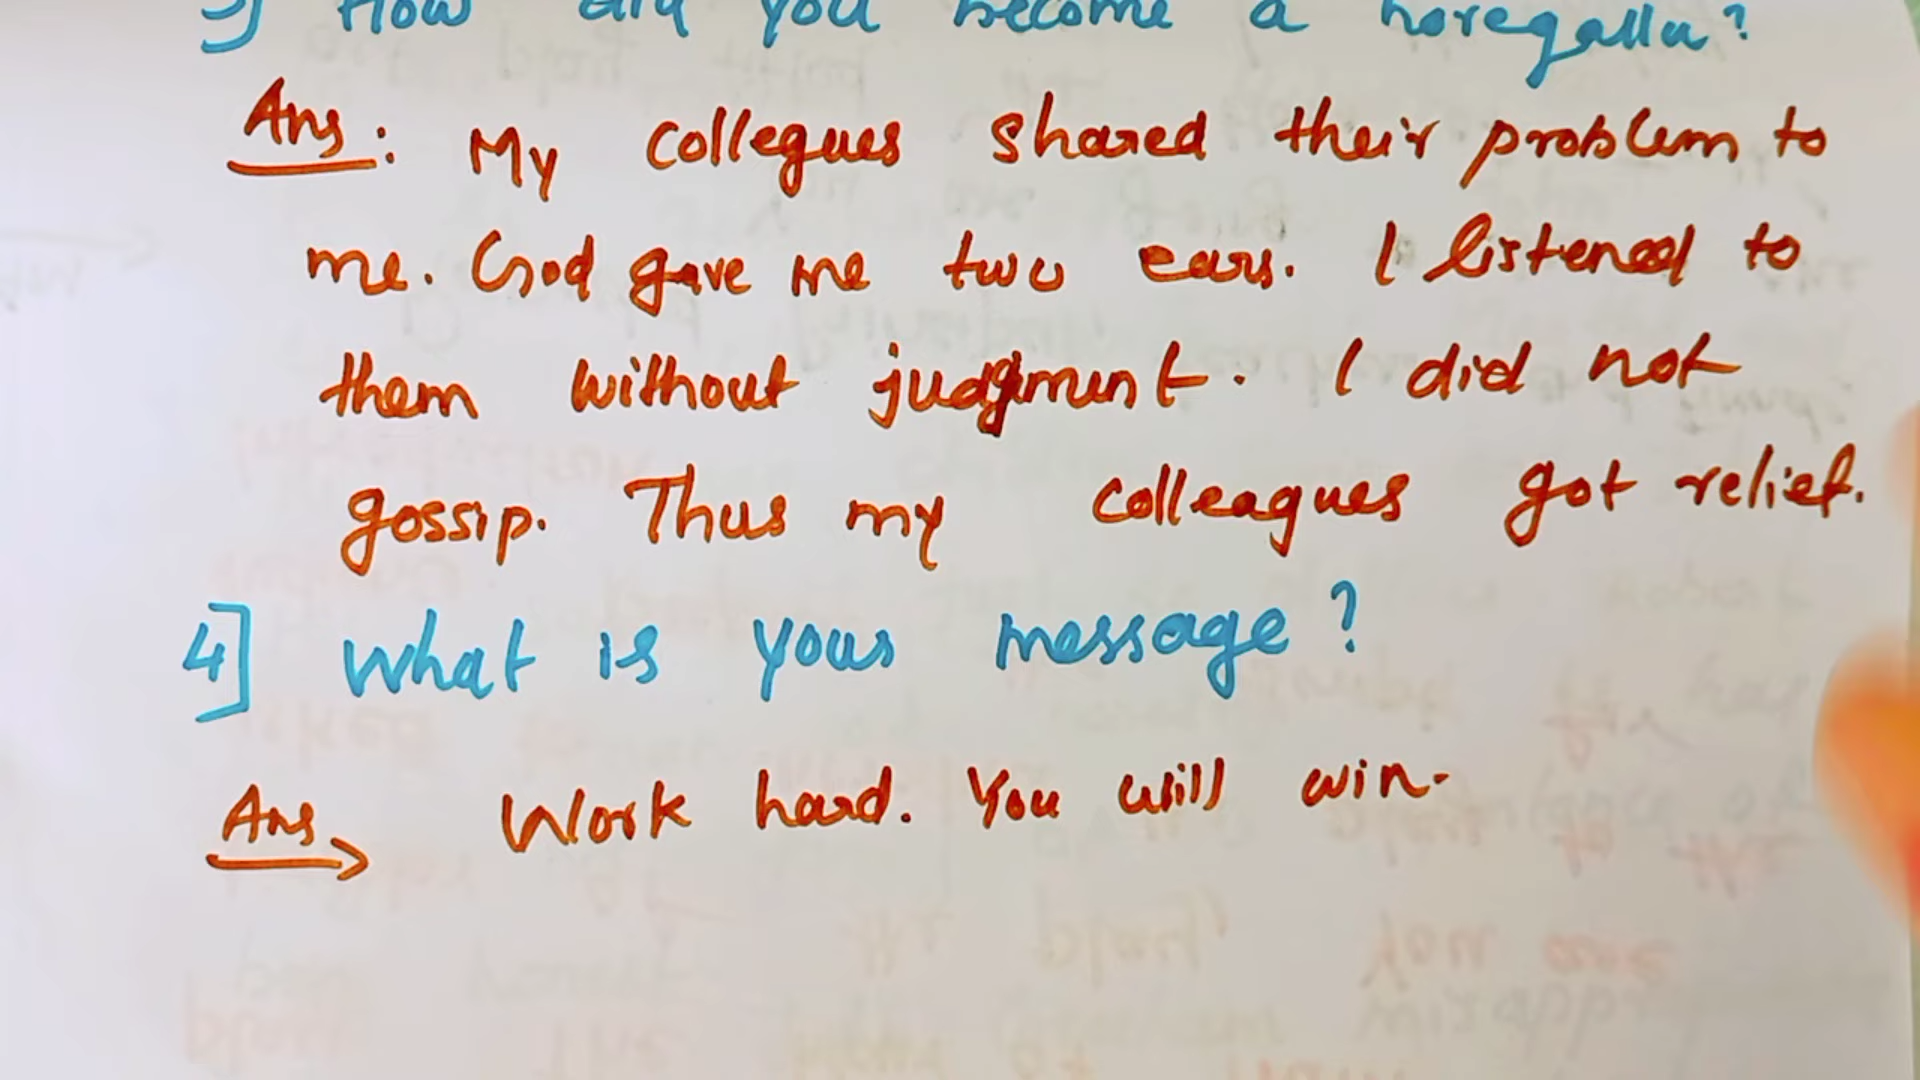 3] How did you become a horegallu?
Ans: My collegues shared their problem to
me. God gave me two ears. I listened to
them without judgment. I did not
gossip. Thus my colleagues got relief.
4] What is your message?
Ans → Work hard. You will win.